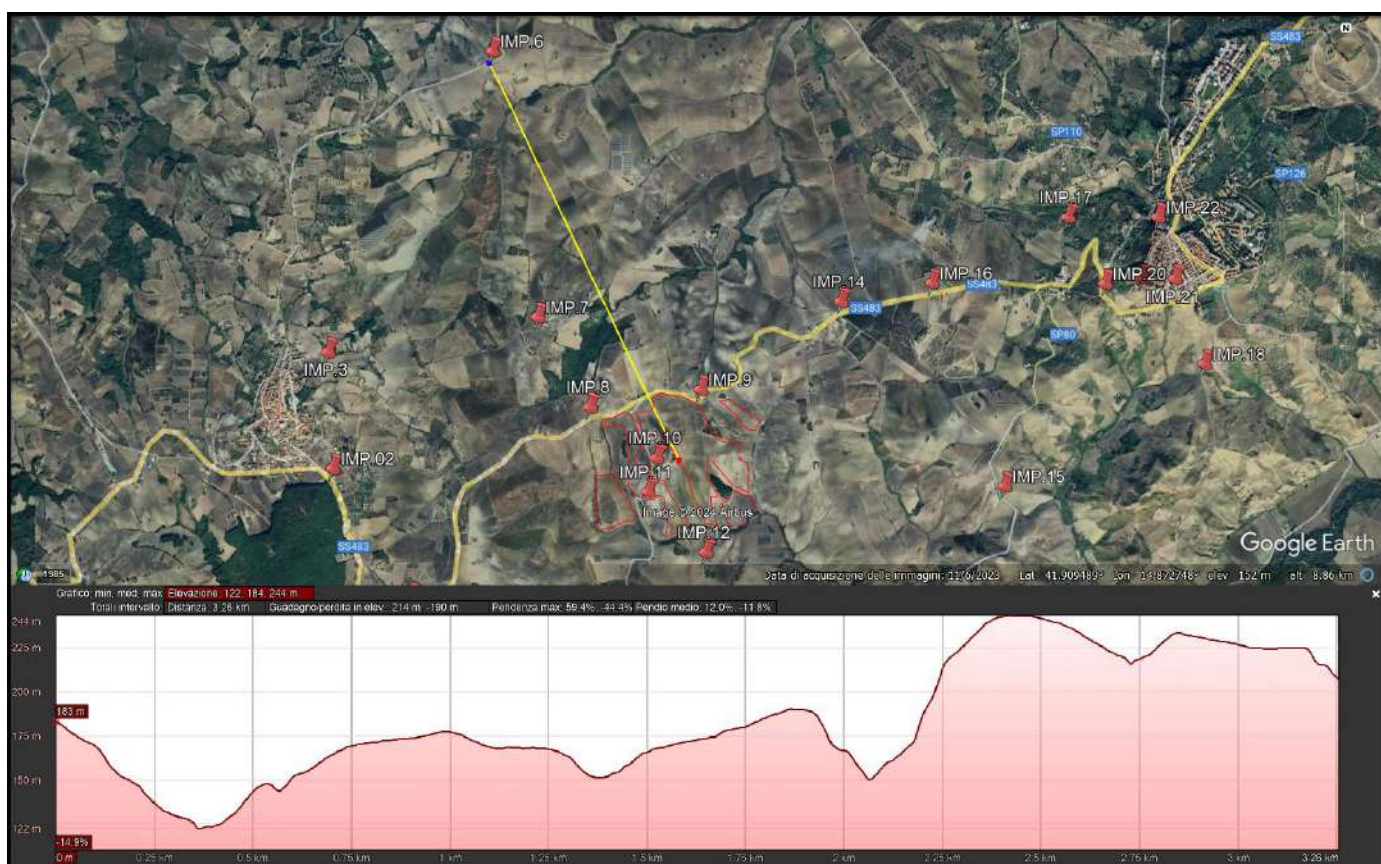 IMP.6
SS483
N
SP110
SP126
IMP.17
IMP.22
IMP.14
IMP.16
SS483
IMP.20
IMP.21
SS483
IMP.7
SP80
IMP.3
IMP.18
IMP.8
IMP.9
IMP.10
IMP.02
IMP.11
IMP.15
Image © 2024 Airbus
IMP.12
SS483
Google Earth
1985
Data di acquisizione delle immagini: 11/6/2023 Lat 41.909489° Lon 14.872748° elev 152 m alt 8.86 km
Grafico: min, med, max Elevazione: 122, 184, 244 m
Totali intervallo: Distanza: 3.26 km Guadagno/perdita in elev.: 214 m, -190 m Pendenza max: 59.4%, -44.4% Pendio medio: 12.0%, -11.8%
244 m
225 m
200 m
183 m
175 m
150 m
122 m
-14.9%
0 m 0.25 km 0.5 km 0.75 km 1 km 1.25 km 1.5 km 1.75 km 2 km 2.25 km 2.5 km 2.75 km 3 km 3.26 km